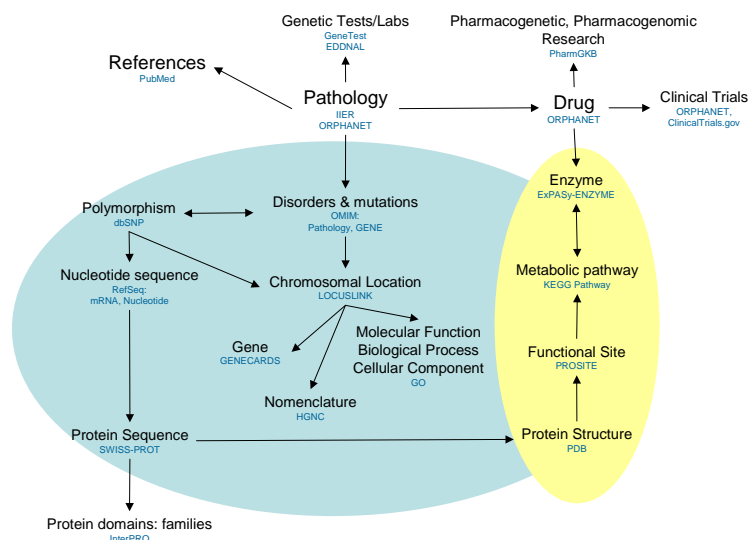 Genetic Tests/Labs
GeneTest
EDDNAL
Pharmacogenetic, Pharmacogenomic
Research
PharmGKB
References
PubMed
Pathology
IIER
ORPHANET
Drug
ORPHANET
Clinical Trials
ORPHANET,
ClinicalTrials.gov
Enzyme
ExPASy-ENZYME
Polymorphism
dbSNP
Disorders & mutations
OMIM:
Pathology, GENE
Nucleotide sequence
RefSeq:
mRNA, Nucleotide
Chromosomal Location
LOCUSLINK
Metabolic pathway
KEGG Pathway
Gene
GENECARDS
Molecular Function
Biological Process
Cellular Component
GO
Functional Site
PROSITE
Nomenclature
HGNC
Protein Sequence
SWISS-PROT
Protein Structure
PDB
Protein domains: families
InterPRO